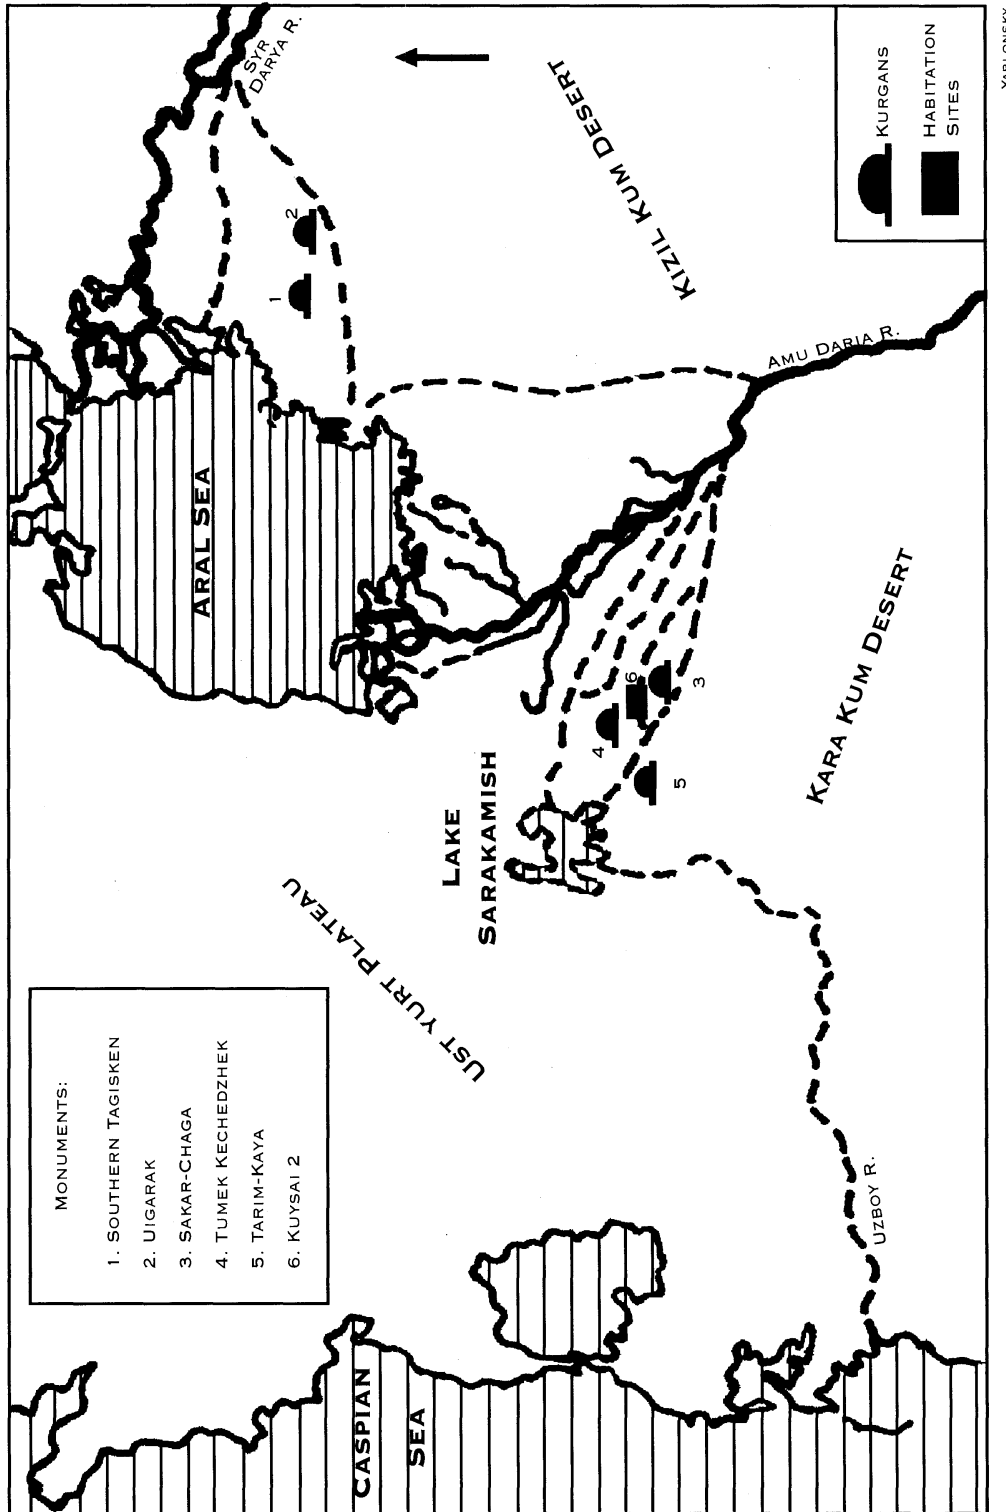 MONUMENTS:
1. SOUTHERN TAGISKEN
2. UIGARAK
3. SAKAR-CHAGA
4. TUMEK KECHEDZHEK
5. TARIM-KAYA
6. KUYSAI 2
CASPIAN
SEA
UST YURT PLATEAU
LAKE
SARAKAMISH
ARAL SEA
SYR
DARYA R.
1
2
KIZIL KUM DESERT
AMU DARIA R.
4
6
3
5
KARA KUM DESERT
UZBOY R.
KURGANS
HABITATION
SITES
YABLONSKY